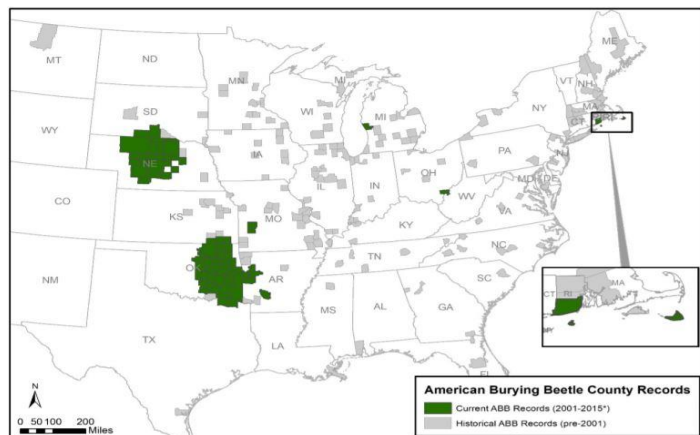 ME
MT
ND
MN
MI
VT
NH
NY
MA
CT
RI
SD
WI
MI
WY
IA
NE
PA
NJ
OH
IL
IN
MD
DE
WV
VA
CO
KS
MO
KY
NC
TN
OK
AR
SC
NM
MS
AL
GA
TX
LA
FL
CT
RI
MA
N
0 50 100 200
Miles
American Burying Beetle County Records
Current ABB Records (2001-2015*)
Historical ABB Records (pre-2001)